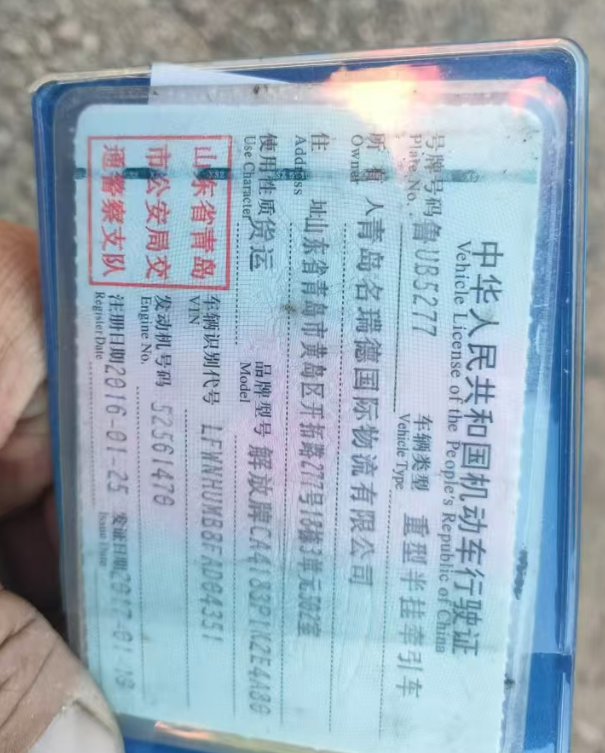 中华人民共和国机动车行驶证
Vehicle License of the People's Republic of China
号牌号码 鲁UB5277 车辆类型 重型半挂牵引车
Plate No. Vehicle Type
所有人 青岛名瑞德国际物流有限公司
Owner
住址 山东省青岛市黄岛区开拓路277号18栋3单元302室
Address
使用性质 货运 品牌型号 解放牌CA4183P1K2E4A80
Use Character Model
山东省青岛
市公安局交
通警察支队
车辆识别代号 LFWNHUMB8FAD04351
VIN
发动机号码 52561470
Engine No.
注册日期 2016-01-25 发证日期 2017-01-19
Register Date Issue Date